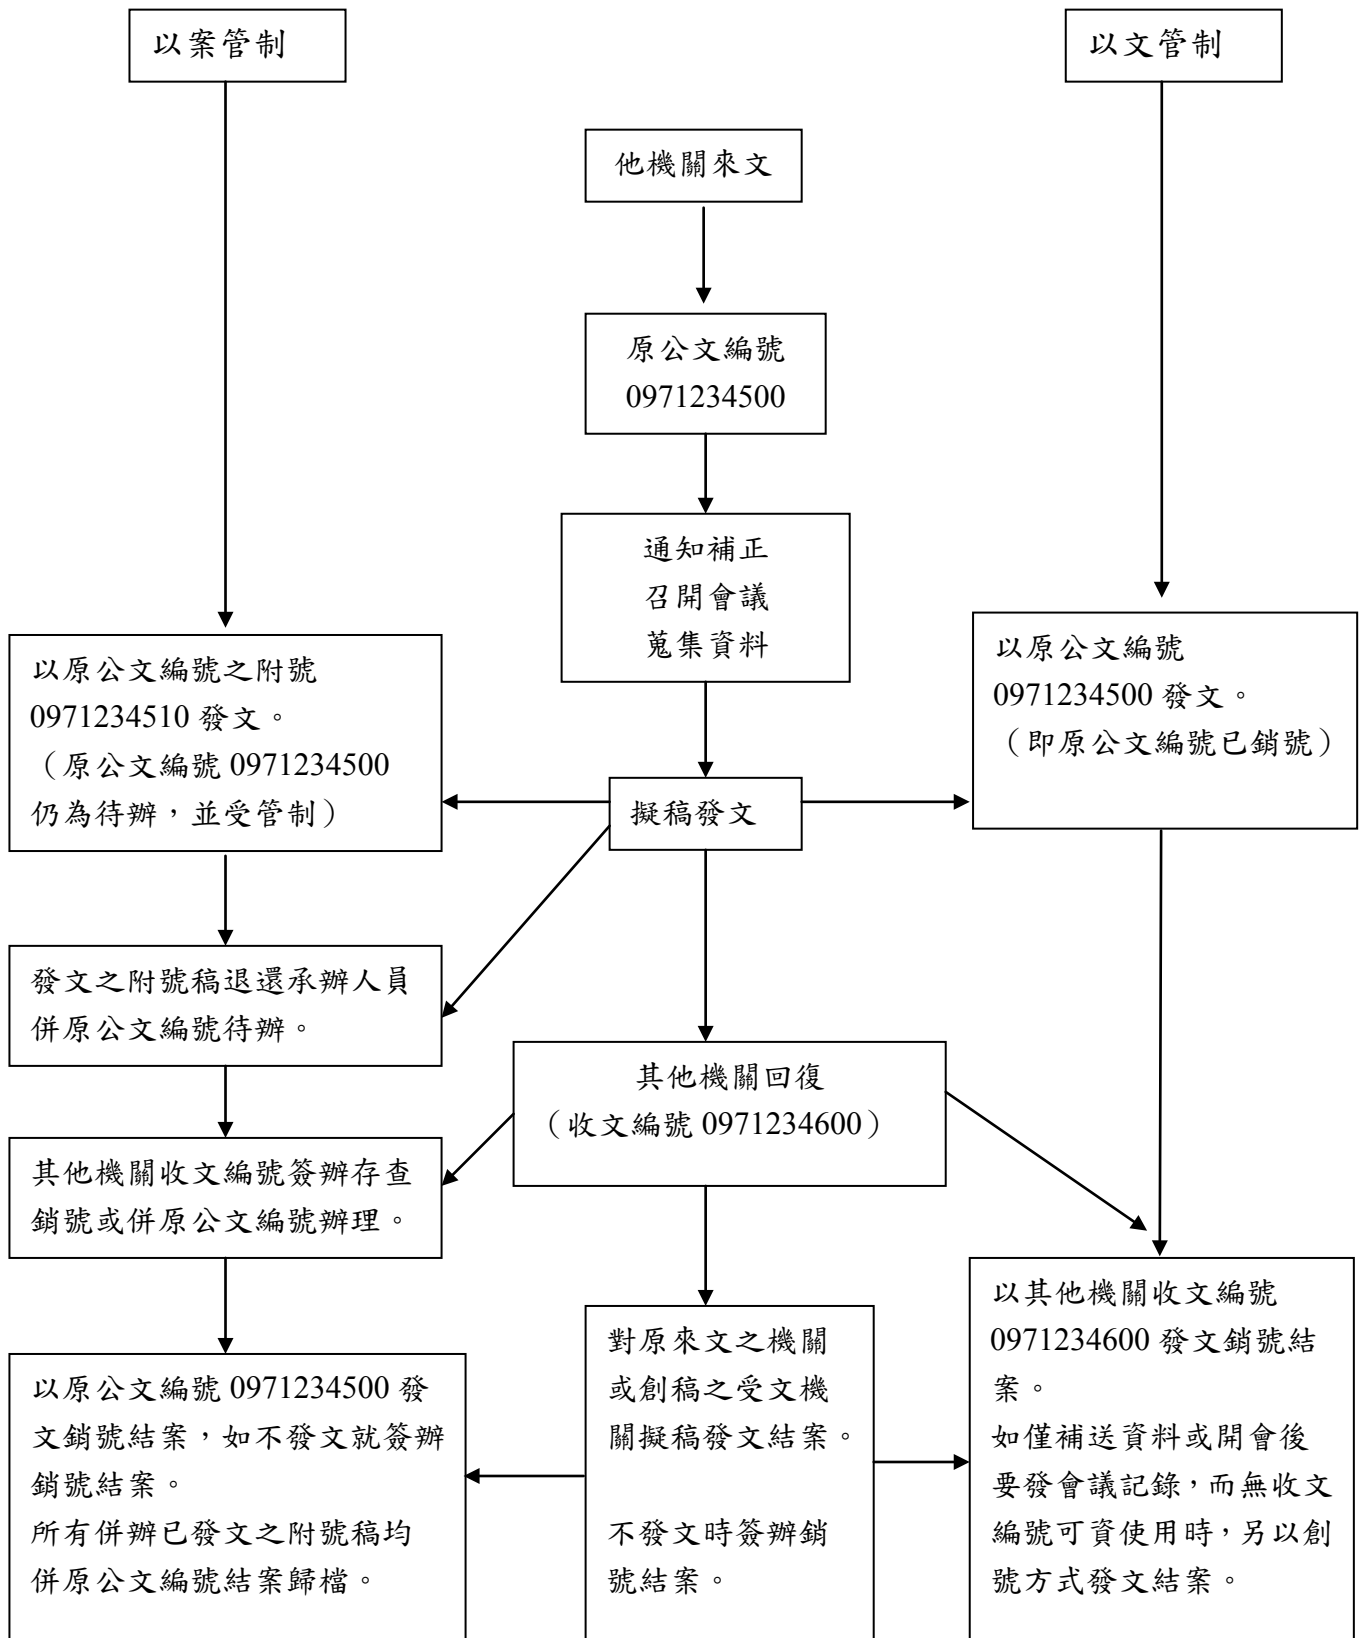 以案管制
以文管制
他機關來文
原公文編號
0971234500
通知補正
召開會議
蒐集資料
以原公文編號之附號
0971234510 發文。
（原公文編號 0971234500
仍為待辦，並受管制）
擬稿發文
以原公文編號
0971234500 發文。
（即原公文編號已銷號）
發文之附號稿退還承辦人員
併原公文編號待辦。
其他機關回復
（收文編號 0971234600）
其他機關收文編號簽辦存查
銷號或併原公文編號辦理。
以原公文編號 0971234500 發
文銷號結案，如不發文就簽辦
銷號結案。
所有併辦已發文之附號稿均
併原公文編號結案歸檔。
對原來文之機關
或創稿之受文機
關擬稿發文結案。
不發文時簽辦銷
號結案。
以其他機關收文編號
0971234600 發文銷號結
案。
如僅補送資料或開會後
要發會議記錄，而無收文
編號可資使用時，另以創
號方式發文結案。